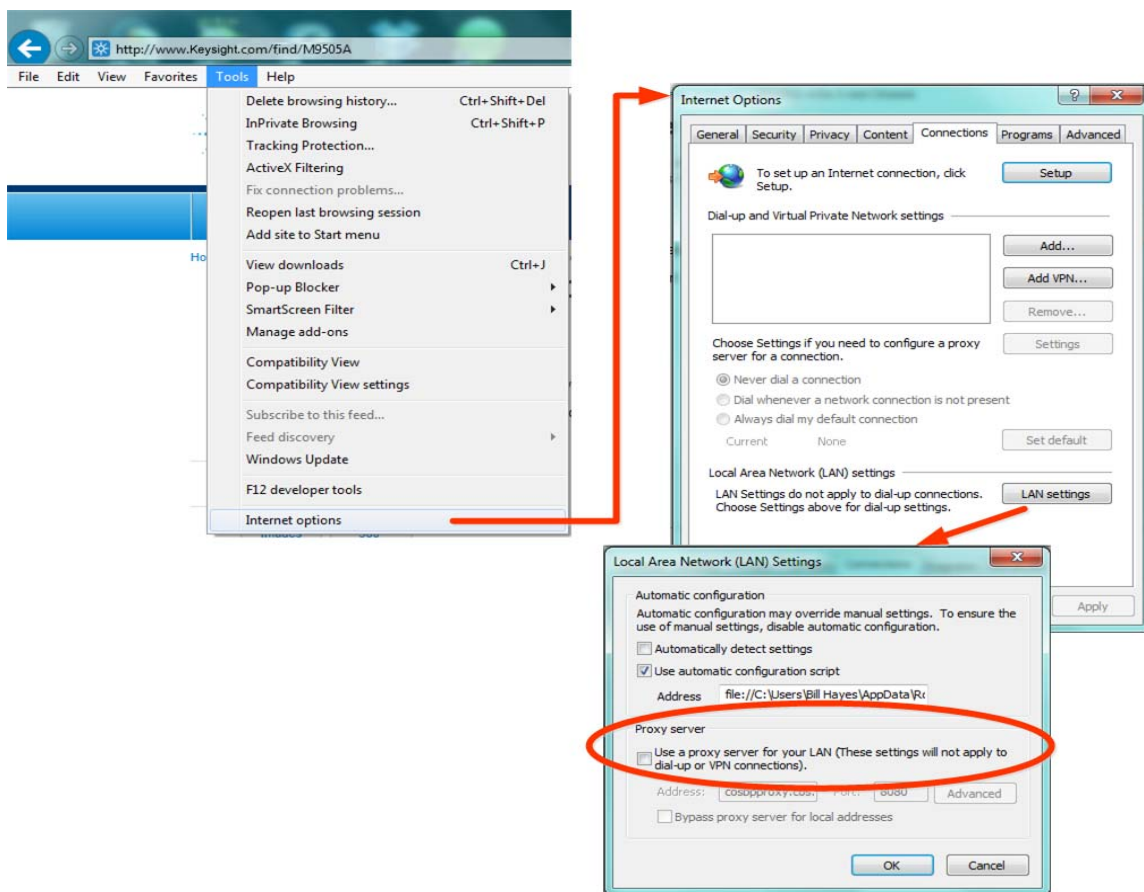 http://www.Keysight.com/find/M9505A
File Edit View Favorites Tools Help
Delete browsing history... Ctrl+Shift+Del
InPrivate Browsing Ctrl+Shift+P
Tracking Protection...
ActiveX Filtering
Fix connection problems...
Reopen last browsing session
Add site to Start menu
Ho
View downloads Ctrl+J
Pop-up Blocker
SmartScreen Filter
Manage add-ons
Compatibility View
Compatibility View settings
Subscribe to this feed...
Feed discovery
Windows Update
F12 developer tools
Internet options
Images 360
Internet Options
General Security Privacy Content Connections Programs Advanced
To set up an Internet connection, click
Setup.
Setup
Dial-up and Virtual Private Network settings
Add...
Add VPN...
Remove...
Choose Settings if you need to configure a proxy
server for a connection.
Settings
Never dial a connection
Dial whenever a network connection is not present
Always dial my default connection
Current None
Set default
Local Area Network (LAN) settings
LAN Settings do not apply to dial-up connections.
Choose Settings above for dial-up settings.
LAN settings
Apply
Local Area Network (LAN) Settings
Automatic configuration
Automatic configuration may override manual settings. To ensure the
use of manual settings, disable automatic configuration.
Automatically detect settings
Use automatic configuration script
Address file://C:\Users\Bill Hayes\AppData\Ro
Proxy server
Use a proxy server for your LAN (These settings will not apply to
dial-up or VPN connections).
Address: Port: 8080 Advanced
Bypass proxy server for local addresses
OK Cancel